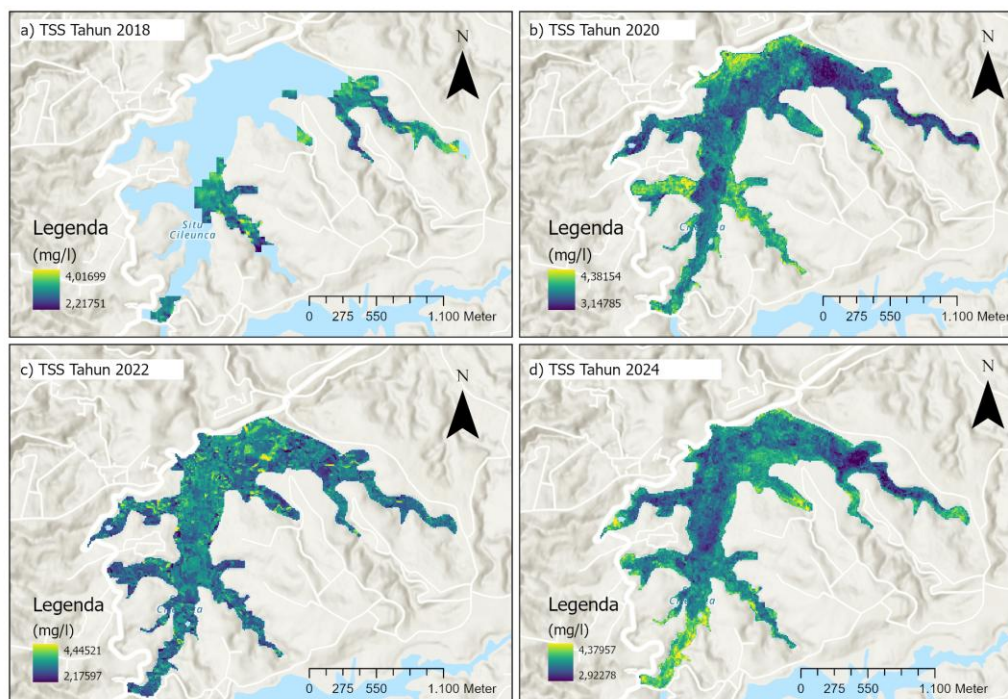 a) TSS Tahun 2018
N
Situ
Cileunca
Legenda
(mg/l)
4,01699
2,21751
0 275 550 1.100 Meter
b) TSS Tahun 2020
N
Legenda
(mg/l)
4,38154
3,14785
0 275 550 1.100 Meter
c) TSS Tahun 2022
N
Legenda
(mg/l)
4,44521
2,17597
0 275 550 1.100 Meter
d) TSS Tahun 2024
N
Legenda
(mg/l)
4,37957
2,92278
0 275 550 1.100 Meter